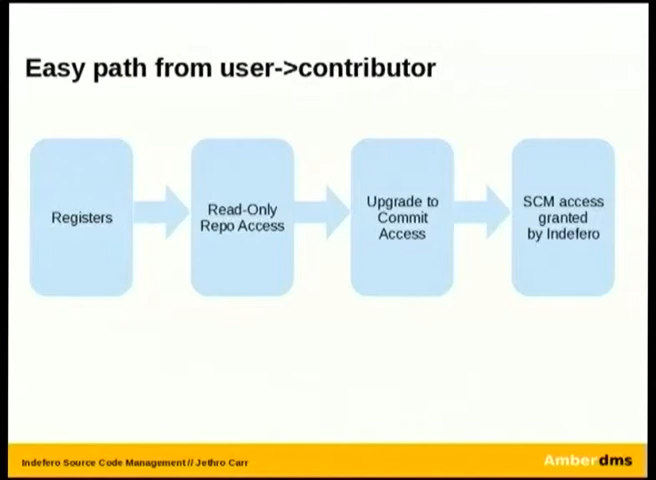 Easy path from user->contributor
Registers
Read-Only
Repo Access
Upgrade to
Commit
Access
SCM access
granted
by Indefero
Indefero Source Code Management // Jethro Carr
Amberdms